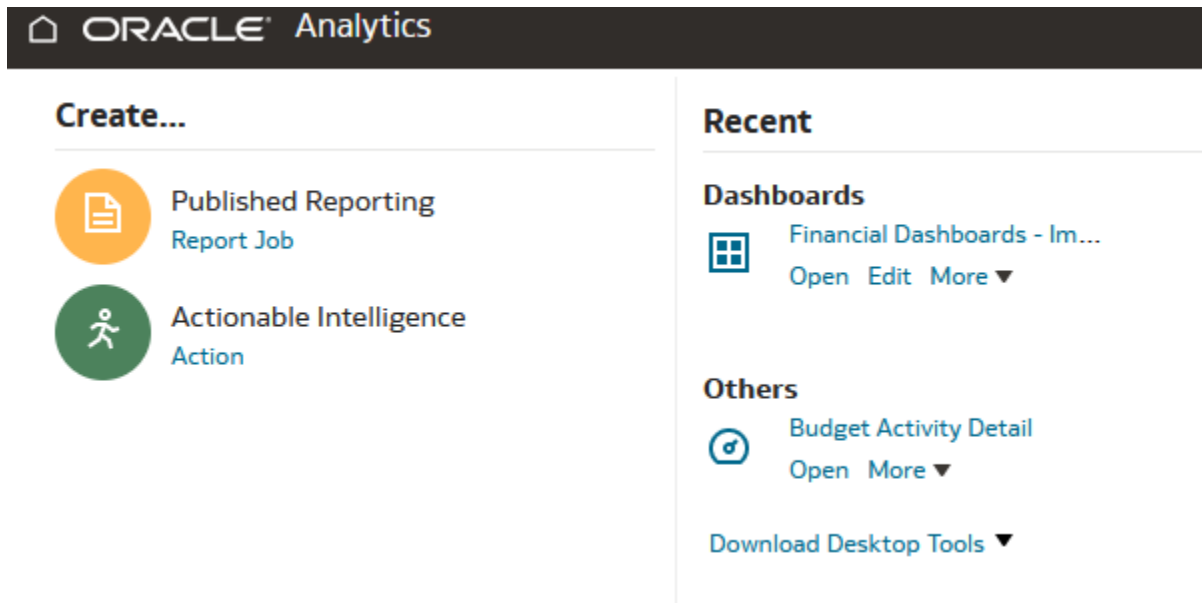 ORACLE Analytics
Create...
Published Reporting
Report Job
Actionable Intelligence
Action
Recent
Dashboards
Financial Dashboards - Im...
Open Edit More
Others
Budget Activity Detail
Open More
Download Desktop Tools